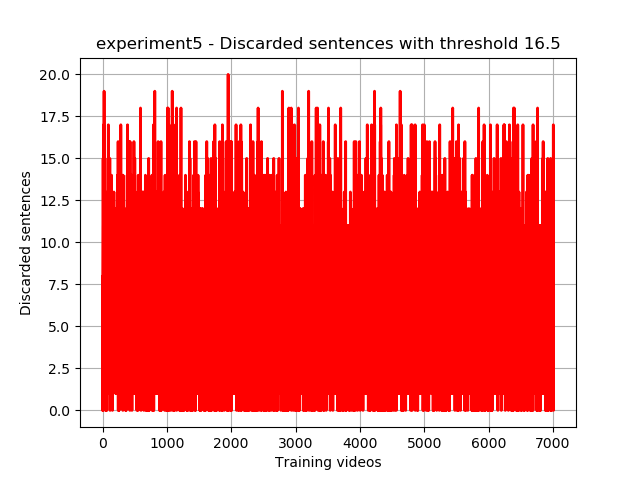 experiment5 - Discarded sentences with threshold 16.5
20.0
17.5
15.0
12.5
10.0
7.5
5.0
2.5
0.0
Discarded sentences
0 1000 2000 3000 4000 5000 6000 7000
Training videos